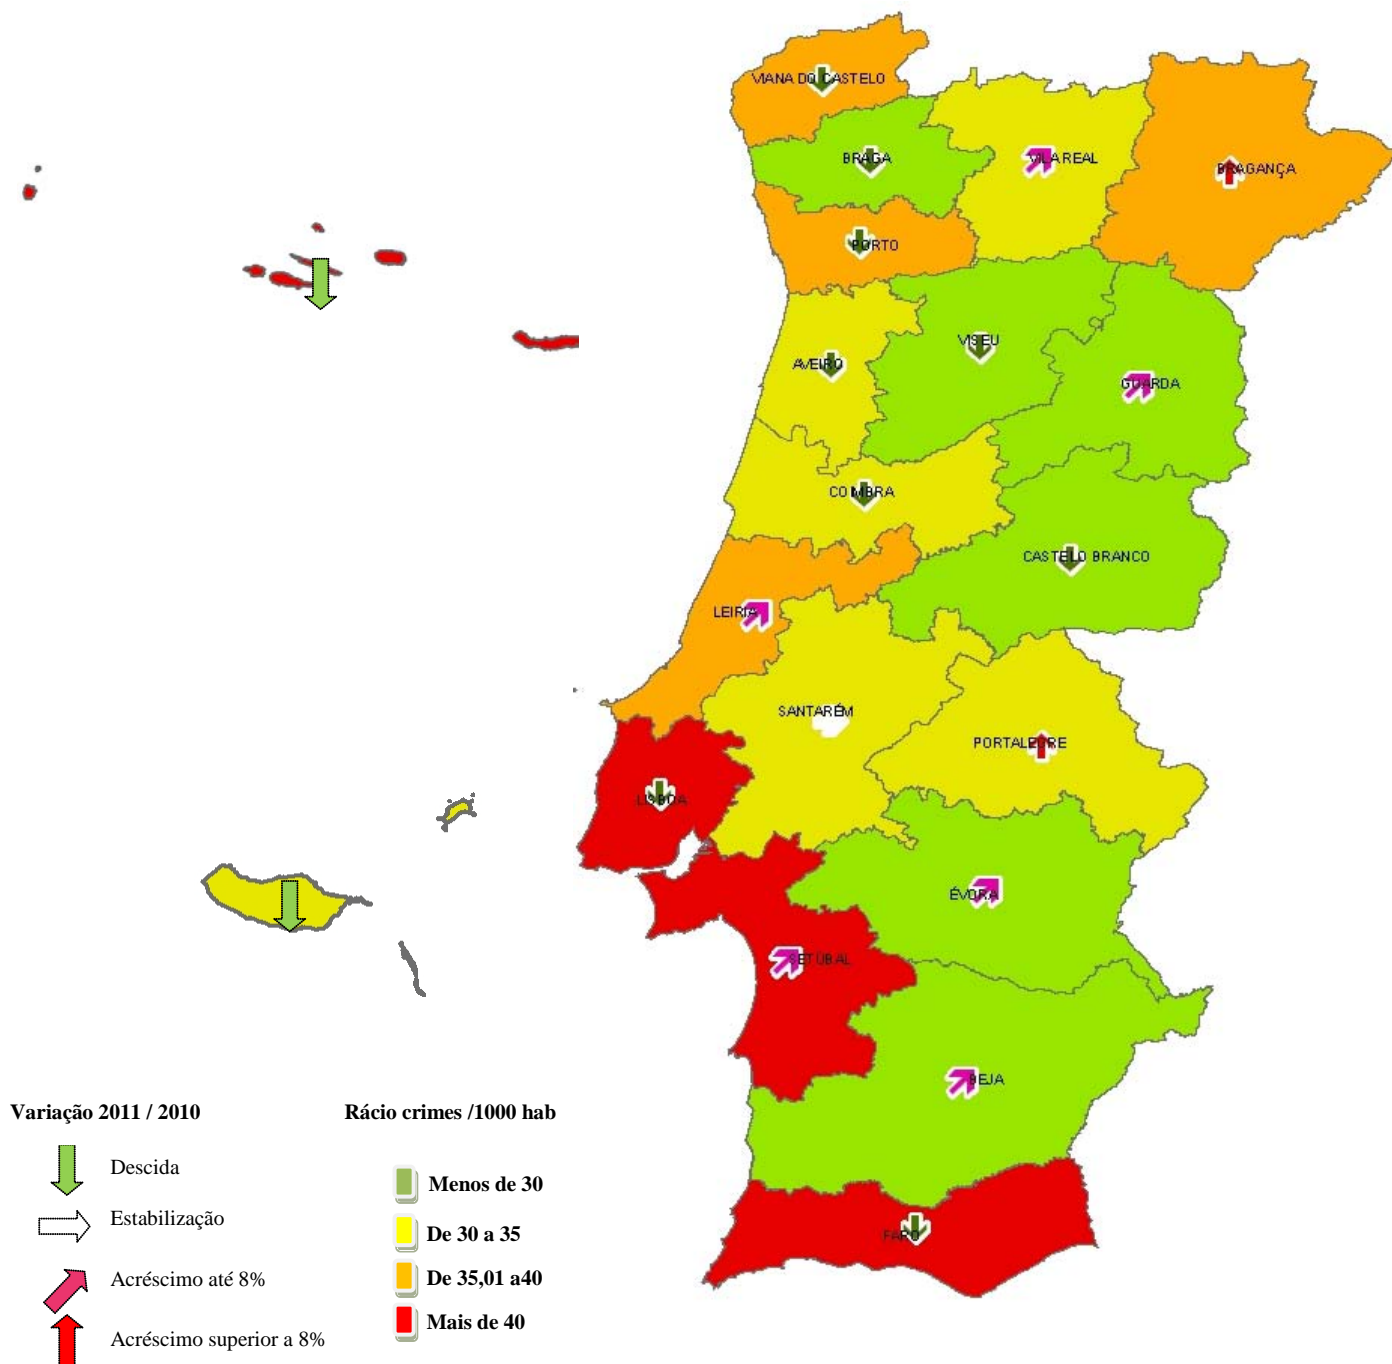 VIANA DO CASTELO
BRAGA
VILA REAL
BRAGANÇA
PORTO
VISEU
AVEIRO
GUARDA
COIMBRA
CASTELO BRANCO
LEIRIA
SANTARÉM
PORTALEGRE
LISBOA
ÉVORA
SETÚBAL
BEJA
FARO
Variação 2011 / 2010
Descida
Estabilização
Acréscimo até 8%
Acréscimo superior a 8%
Rácio crimes /1000 hab
Menos de 30
De 30 a 35
De 35,01 a40
Mais de 40